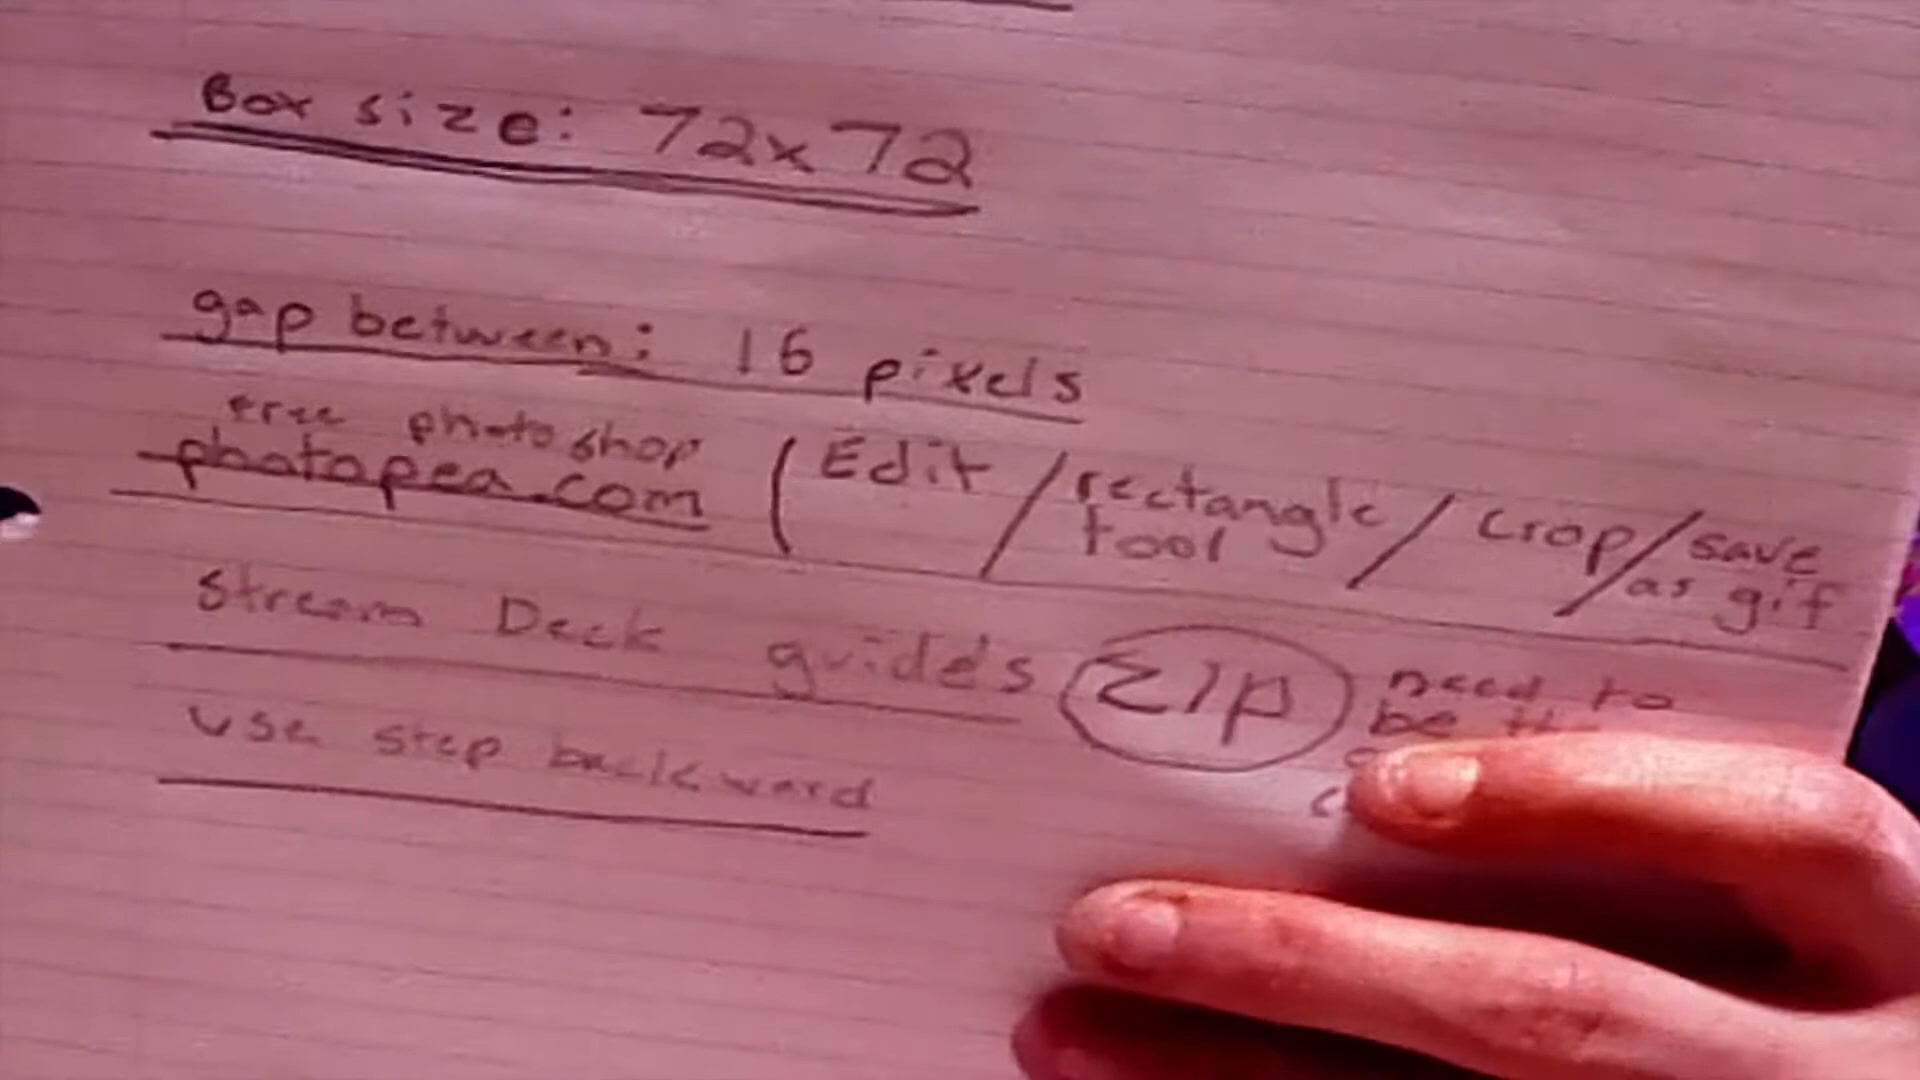 Box size: 72x72
gap between: 16 pixels
free photoshop
photopea.com (Edit / rectangle tool / crop / save as gif
Stream Deck guides ZIP need to
be
use step backward